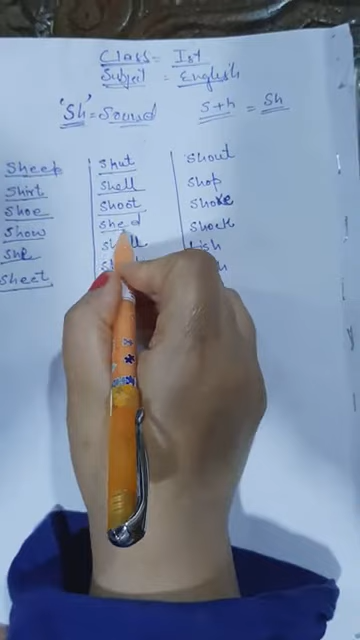 Class = Ist
Subject = English
'Sh' = Sound s+h = Sh
Sheep
Shirt
Shoe
Show
She
Sheet
Shut
Shell
Shoot
Shed
Shout
Shop
Shoke
Shock